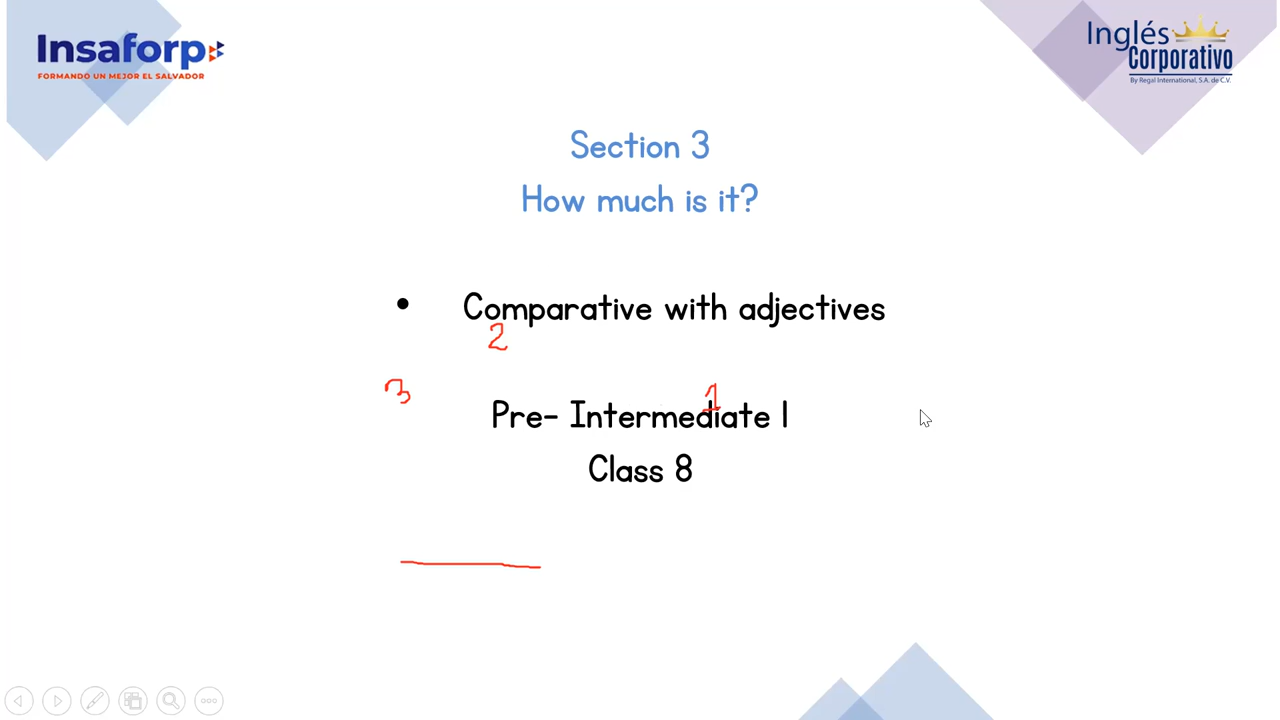 Insaforp
FORMANDO UN MEJOR EL SALVADOR
Inglés
Corporativo
By Regal International, S.A. de C.V.
Section 3
How much is it?
• Comparative with adjectives
2
3
1
Pre- Intermediate 1
Class 8